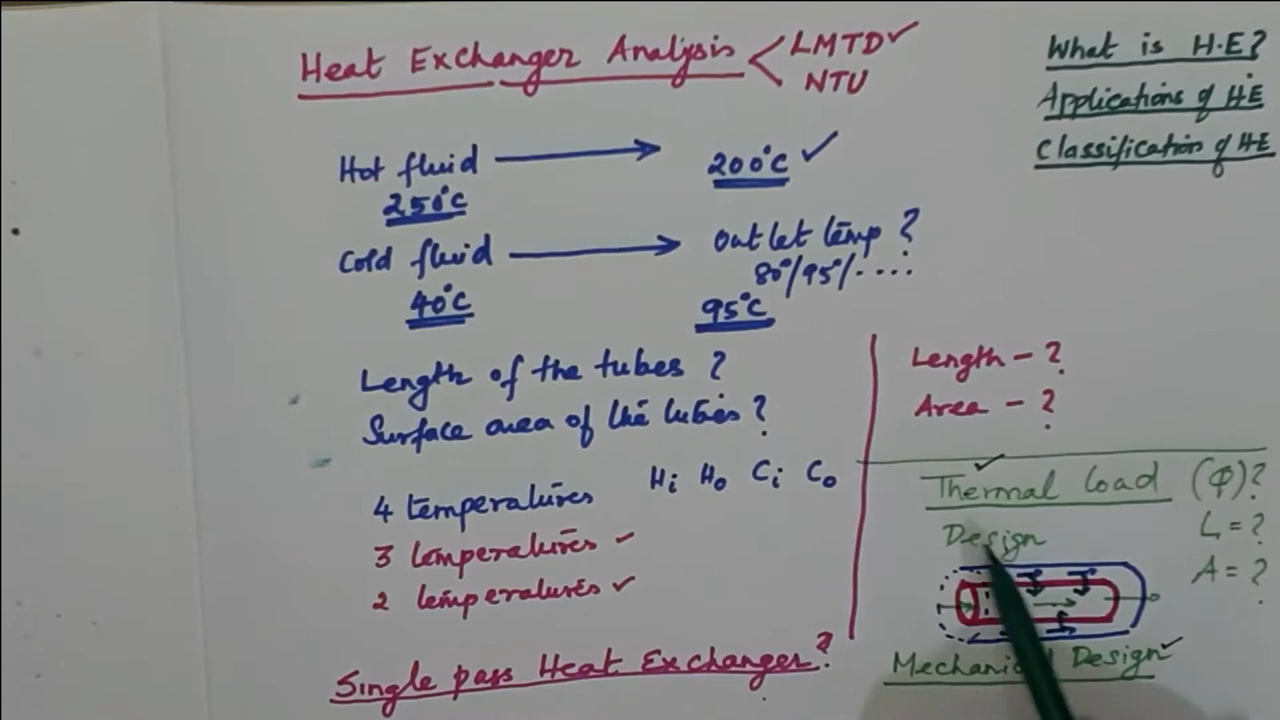 Heat Exchanger Analysis
LMTD✓
NTU
What is H.E?
Applications of HE
Classification of HE
Hot fluid → 200°C ✓
250°C
Cold fluid → Outlet temp ?
80°/95°/....
40°C
95°C
Length of the tubes ?
Surface area of the tubes ?
4 temperatures Hi Ho Ci Co
3 temperatures ✓
2 temperatures ✓
Single pass Heat Exchanger?
Length - ?
Area - ?
Thermal Load (φ)?
Design
L = ?
A = ?
Design✓